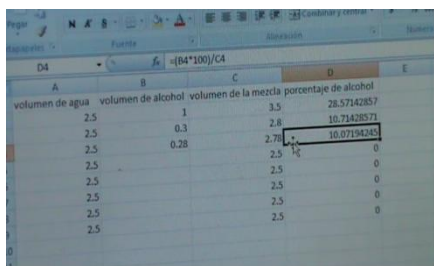 Pegar N K S A Combinar y centrar
Fuente Alineación Número
D4 fx =(B4*100)/C4
A B C D E
volumen de agua volumen de alcohol volumen de la mezcla porcentaje de alcohol
2.5 1 3.5 28.57142857
2.5 0.3 2.8 10.71428571
2.5 0.28 2.78 10.07194245
2.5 2.5 0
2.5 2.5 0
2.5 2.5 0
2.5 2.5 0
2.5 2.5 0